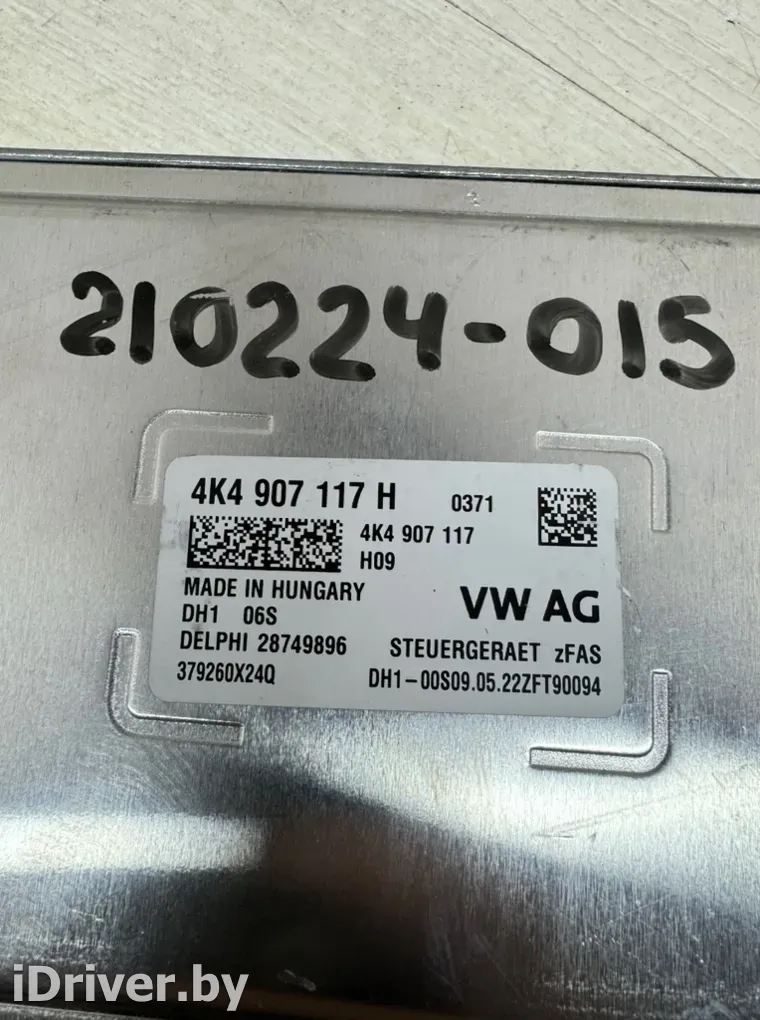 210224-015
4K4 907 117 H 0371
4K4 907 117
H09
MADE IN HUNGARY
DH1 06S
VW AG
DELPHI 28749896 STEUERGERAET zFAS
379260X24Q DH1-00S09.05.22ZFT90094
iDriver.by